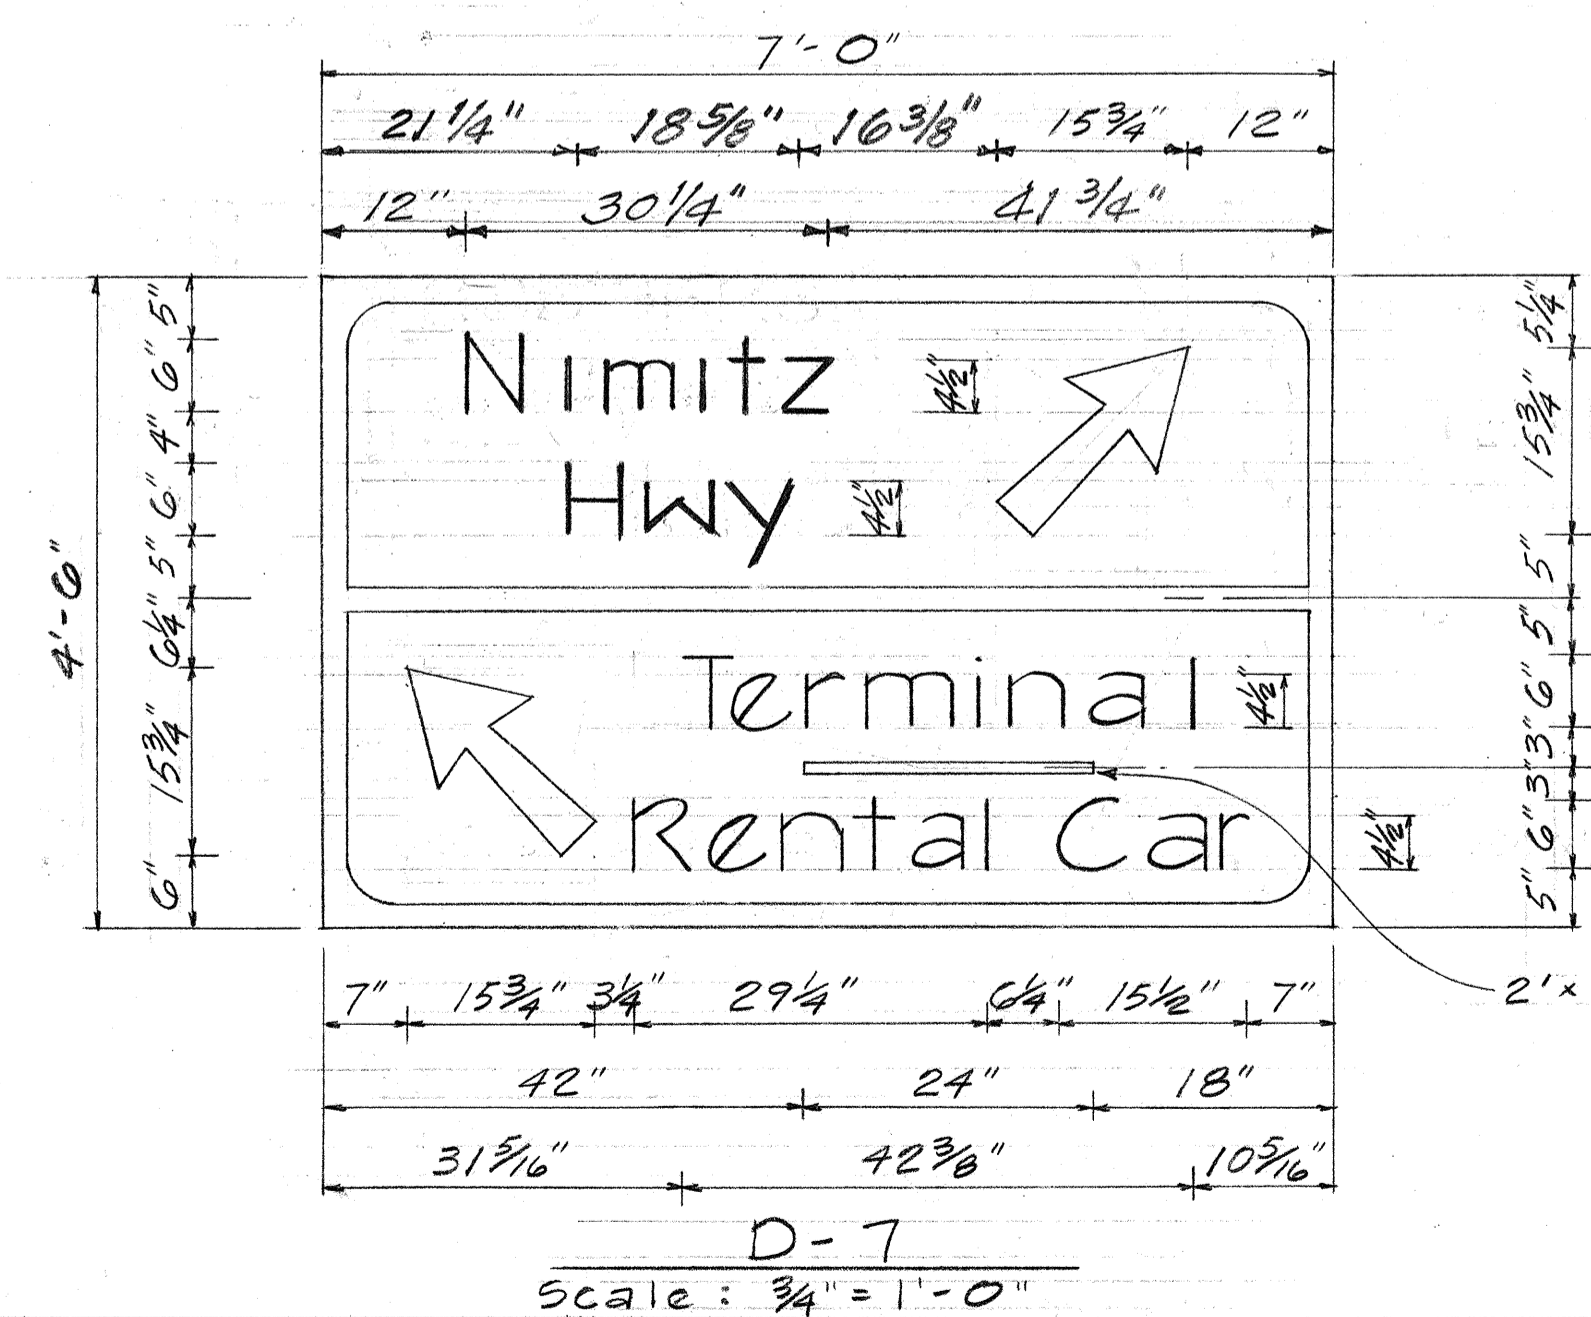 7'-0"
21 1/4" 18 5/8" 16 3/8" 15 3/4" 12"
12" 30 1/4" 41 3/4"
4'-6"
5" 6" 4" 6" 5" 6 1/4" 15 3/4" 6"
Nimitz 4 1/2"
Hwy 4 1/2"
Terminal 4 1/2"
Rental Car 4 1/2"
5 1/4" 15 3/4" 5" 5" 6" 3" 3" 6" 5"
2' x
7" 15 3/4" 3 1/4" 29 1/4" 6 1/4" 15 1/2" 7"
42" 24" 18"
31 5/16" 42 3/8" 10 5/16"
D-7
Scale: 3/4" = 1'-0"